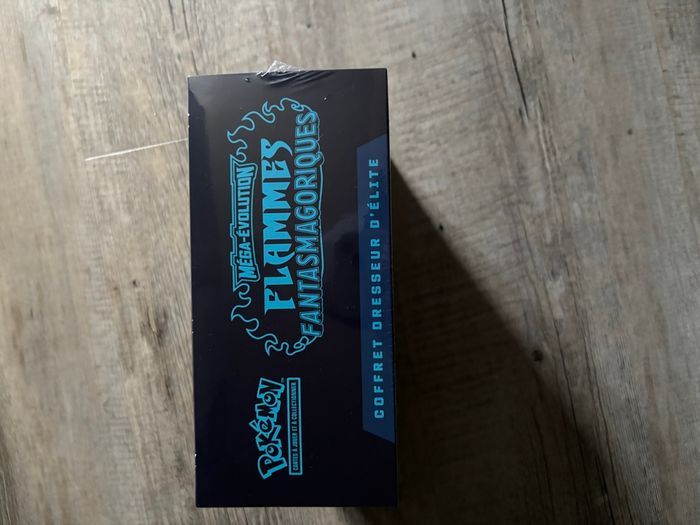 POKÉMON
CARTES À JOUER ET À COLLECTIONNER
MÉGA-ÉVOLUTION
FLAMMES
FANTASMAGORIQUES
COFFRET DRESSEUR D'ÉLITE